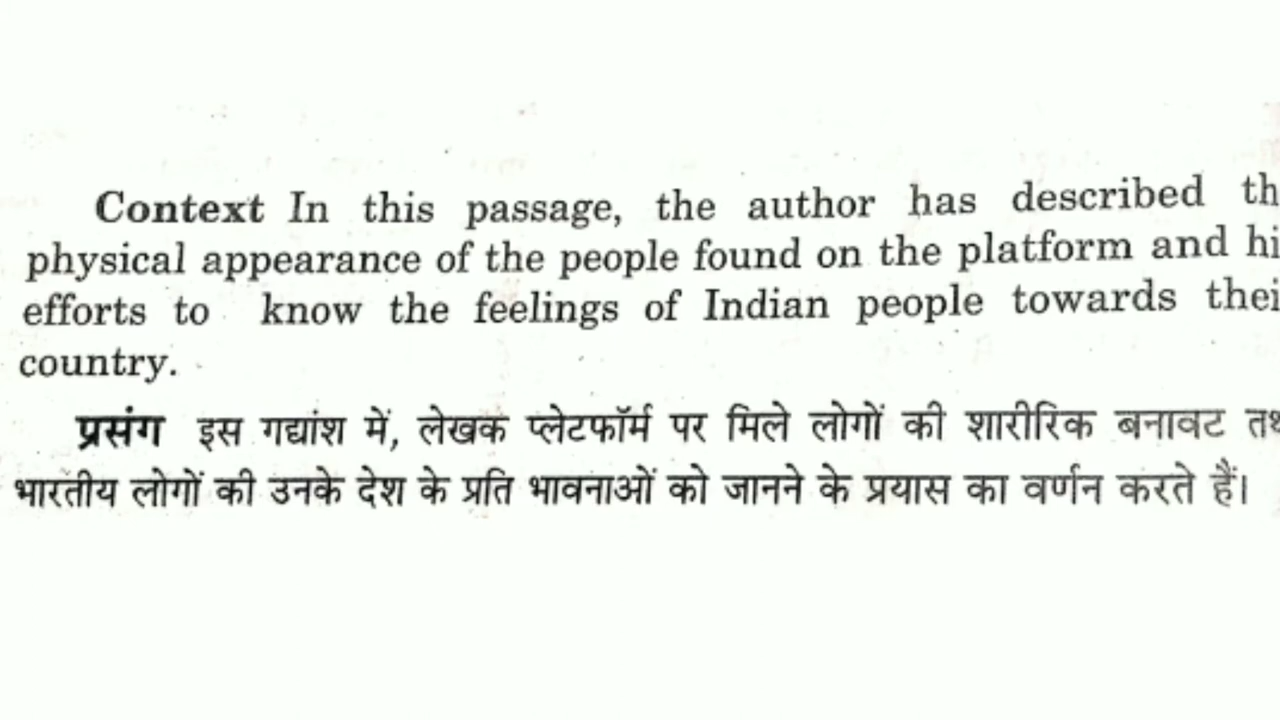 Context In this passage, the author has described th
physical appearance of the people found on the platform and hi
efforts to know the feelings of Indian people towards thei
country.
प्रसंग इस गद्यांश में, लेखक प्लेटफॉर्म पर मिले लोगों की शारीरिक बनावट तथ
भारतीय लोगों की उनके देश के प्रति भावनाओं को जानने के प्रयास का वर्णन करते हैं।